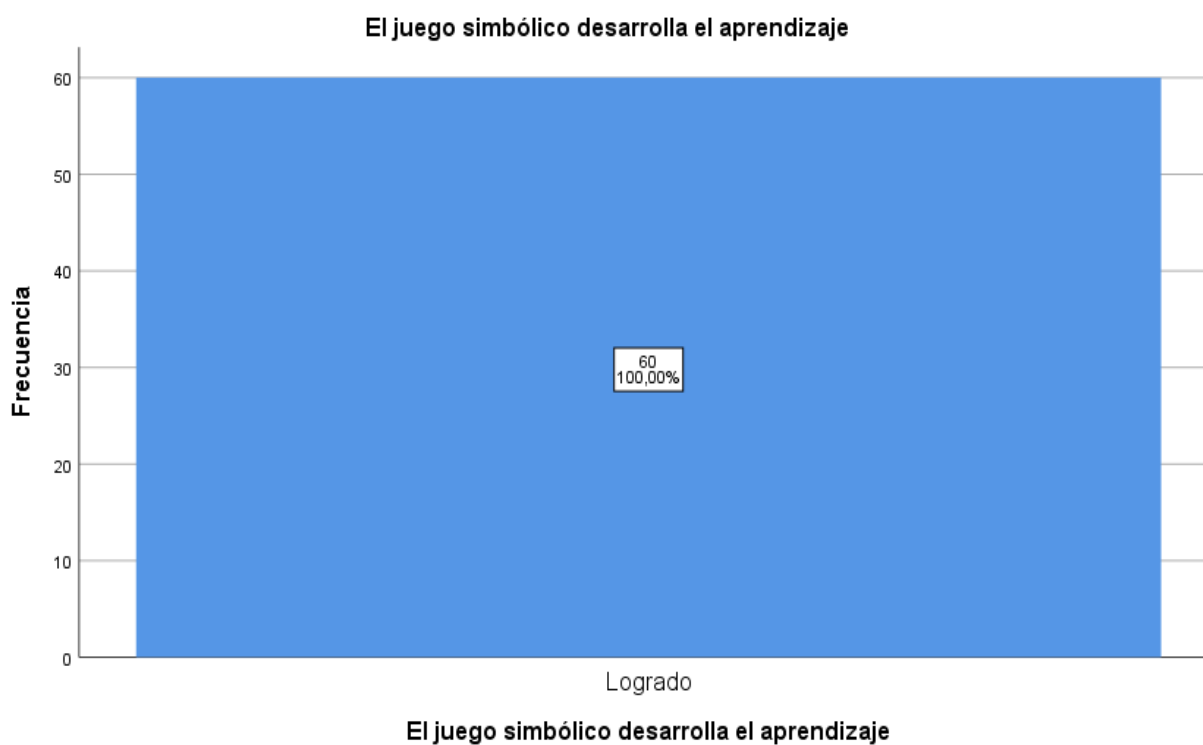 El juego simbólico desarrolla el aprendizaje
60
50
40
30
20
10
0
Frecuencia
60
100,00%
Logrado
El juego simbólico desarrolla el aprendizaje